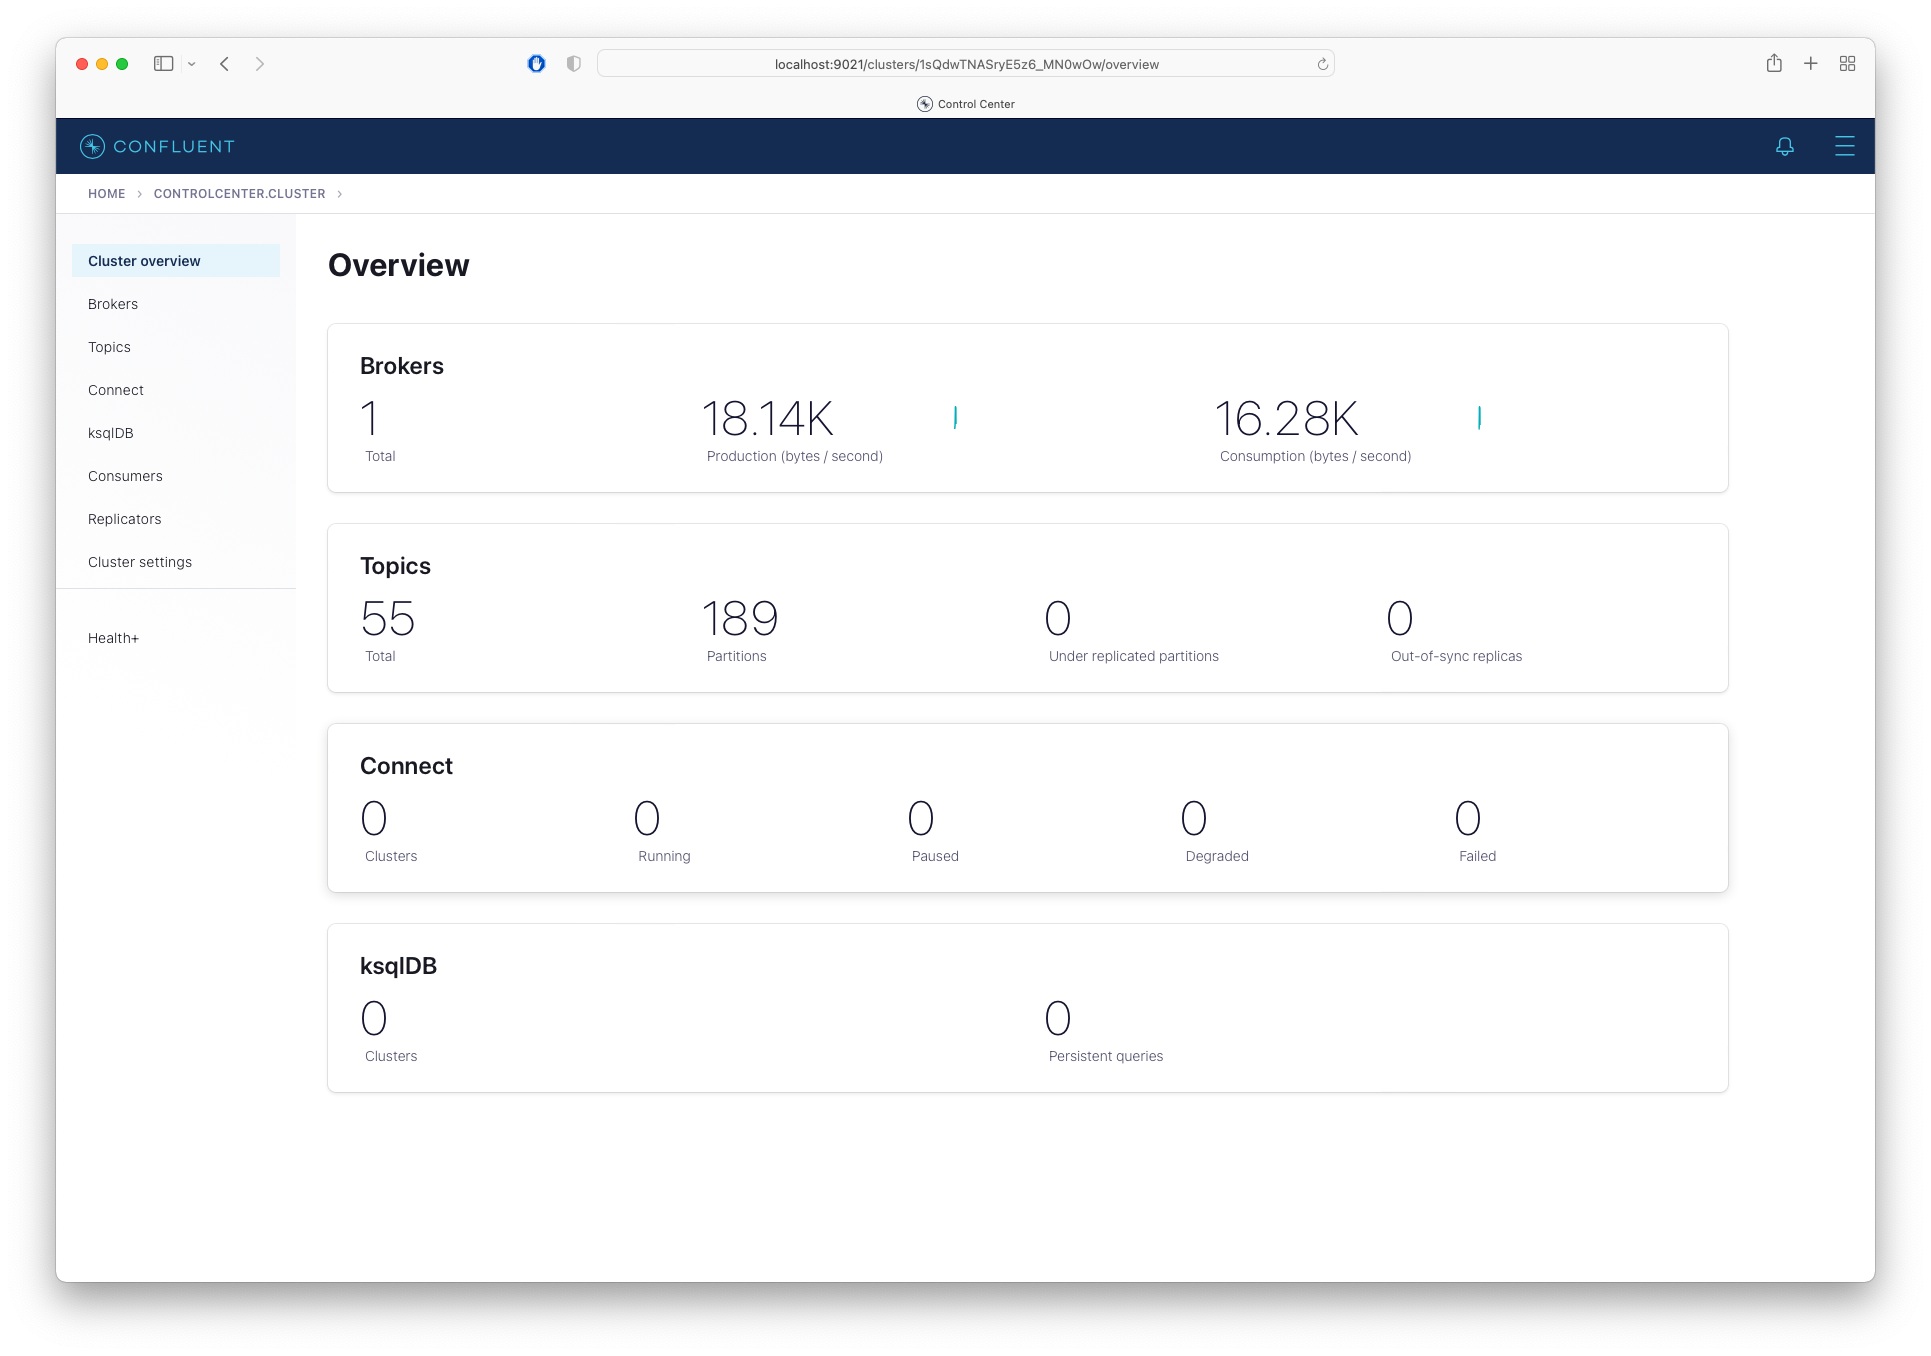 localhost:9021/clusters/1sQdwTNASryE5z6_MN0wOw/overview
Control Center
CONFLUENT
HOME > CONTROLCENTER.CLUSTER >
Cluster overview
Brokers
Topics
Connect
ksqlDB
Consumers
Replicators
Cluster settings
Health+
Overview
Brokers
1 18.14K 16.28K
Total Production (bytes / second) Consumption (bytes / second)
Topics
55 189 0 0
Total Partitions Under replicated partitions Out-of-sync replicas
Connect
0 0 0 0 0
Clusters Running Paused Degraded Failed
ksqlDB
0 0
Clusters Persistent queries